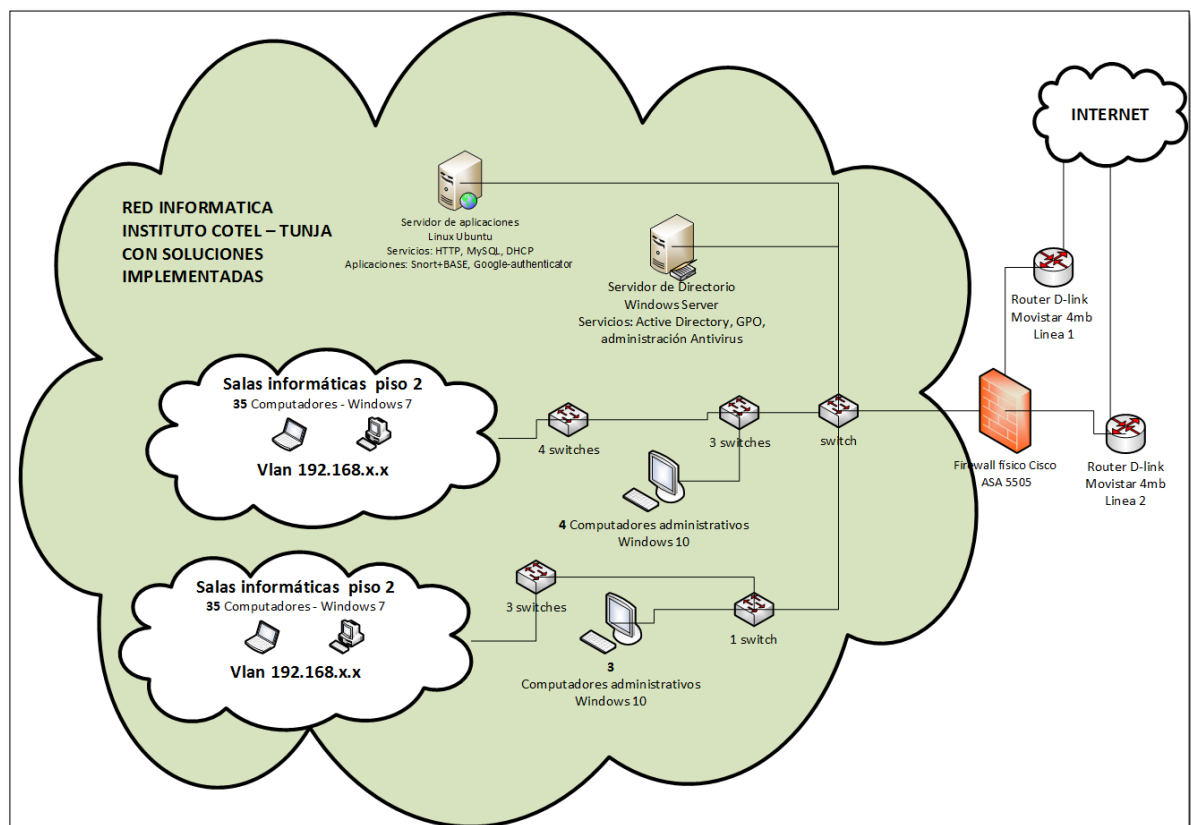 RED INFORMATICA
INSTITUTO COTEL – TUNJA
CON SOLUCIONES
IMPLEMENTADAS
Servidor de aplicaciones
Linux Ubuntu
Servicios: HTTP, MySQL, DHCP
Aplicaciones: Snort+BASE, Google-authenticator
Servidor de Directorio
Windows Server
Servicios: Active Directory, GPO,
administración Antivirus
INTERNET
Router D-link
Movistar 4mb
Linea 1
Salas informáticas piso 2
35 Computadores - Windows 7
Vlan 192.168.x.x
4 switches
3 switches
switch
Firewall físico Cisco
ASA 5505
Router D-link
Movistar 4mb
Linea 2
4 Computadores administrativos
Windows 10
Salas informáticas piso 2
35 Computadores - Windows 7
Vlan 192.168.x.x
3 switches
1 switch
3
Computadores administrativos
Windows 10